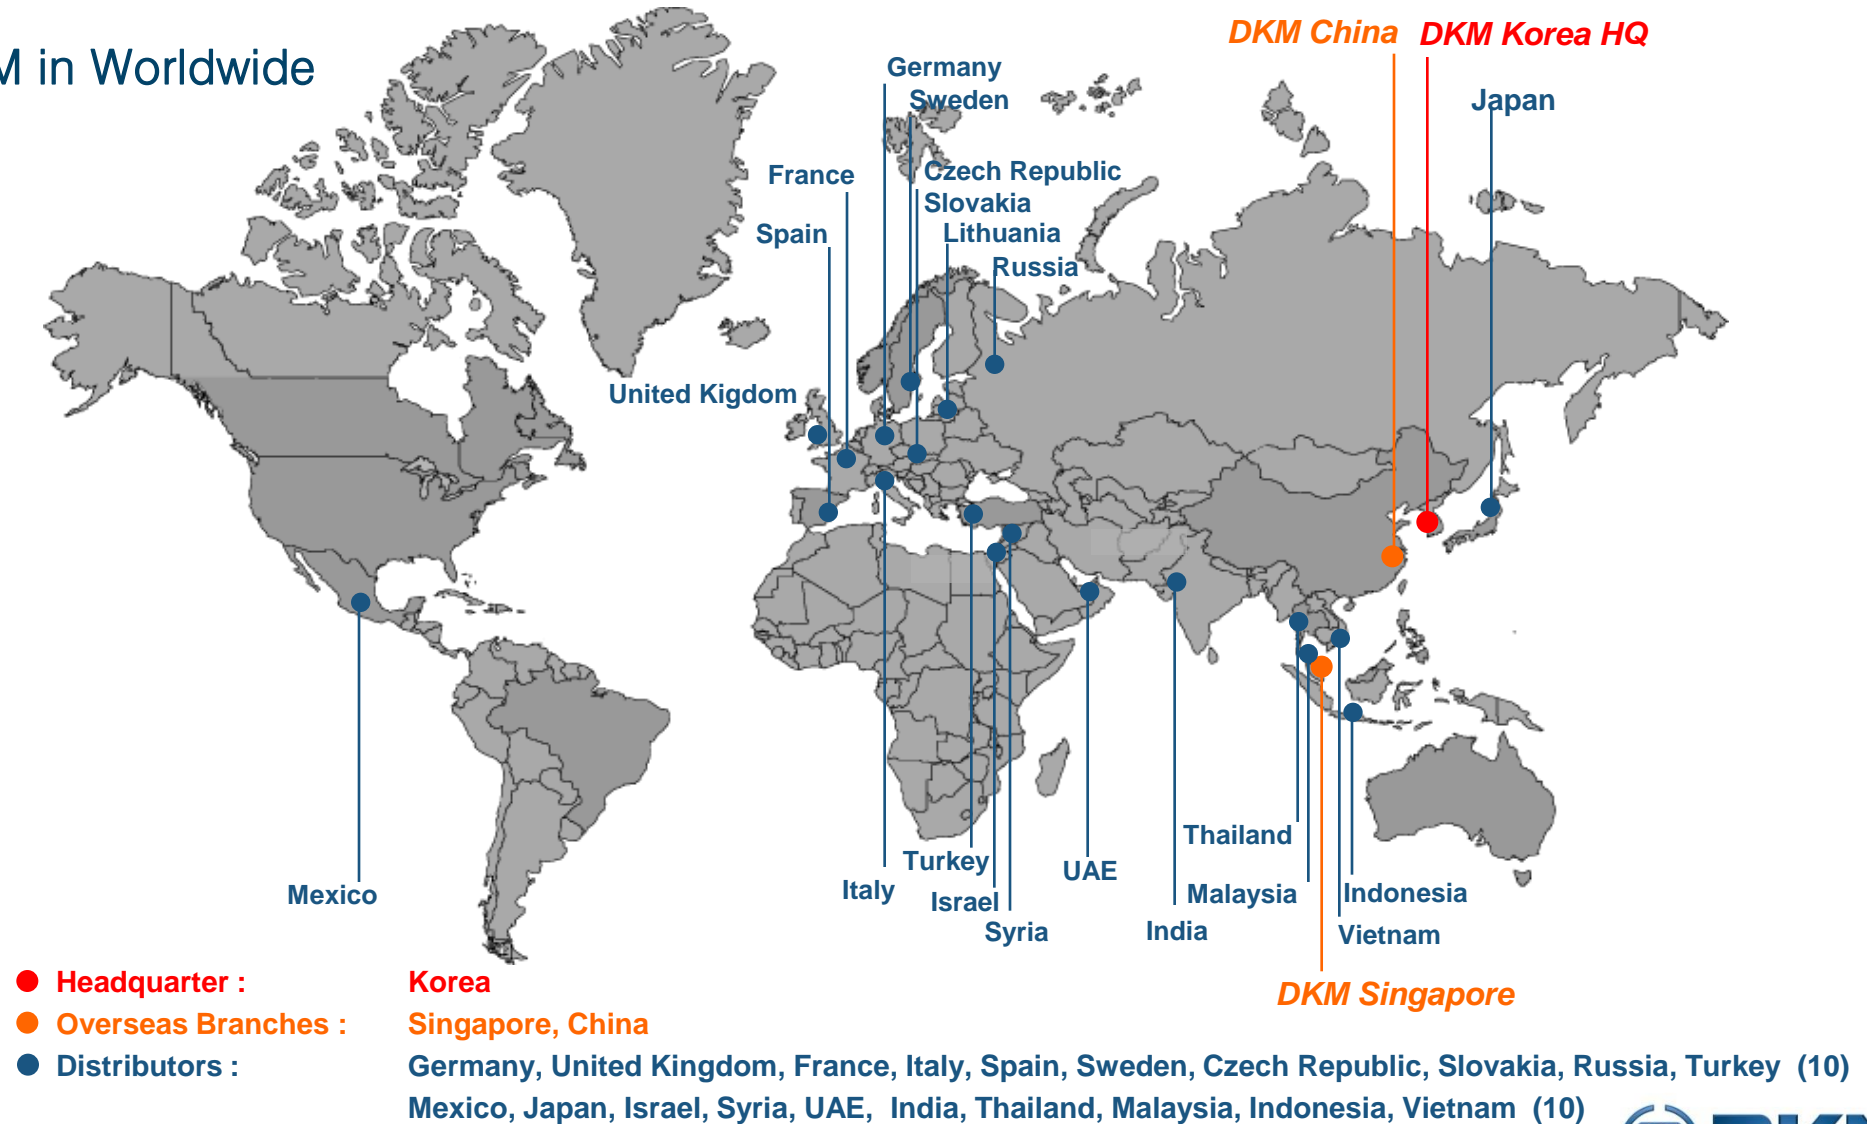 DKM China DKM Korea HQ
M in Worldwide
Germany
Sweden
Japan
France
Czech Republic
Slovakia
Spain
Lithuania
Russia
United Kigdom
Thailand
Turkey
UAE
Italy
Mexico
Israel
Malaysia
Indonesia
Syria
India
Vietnam
DKM Singapore
Headquarter : Korea
Overseas Branches : Singapore, China
Distributors : Germany, United Kingdom, France, Italy, Spain, Sweden, Czech Republic, Slovakia, Russia, Turkey (10)
Mexico, Japan, Israel, Syria, UAE, India, Thailand, Malaysia, Indonesia, Vietnam (10)